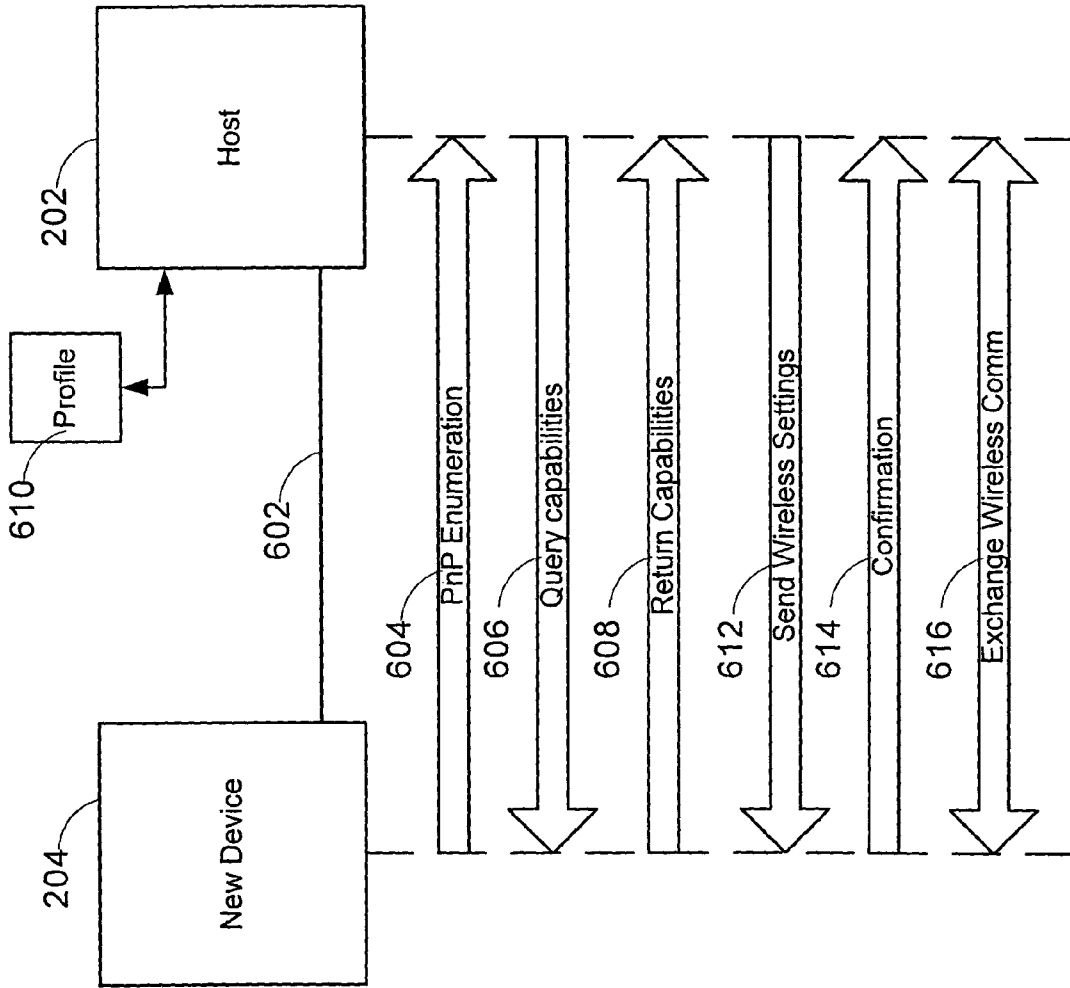 610
Profile
202
Host
204
New Device
602
604
PnP Enumeration
606
Query capabilities
608
Return Capabilities
612
Send Wireless Settings
614
Confirmation
616
Exchange Wireless Comm